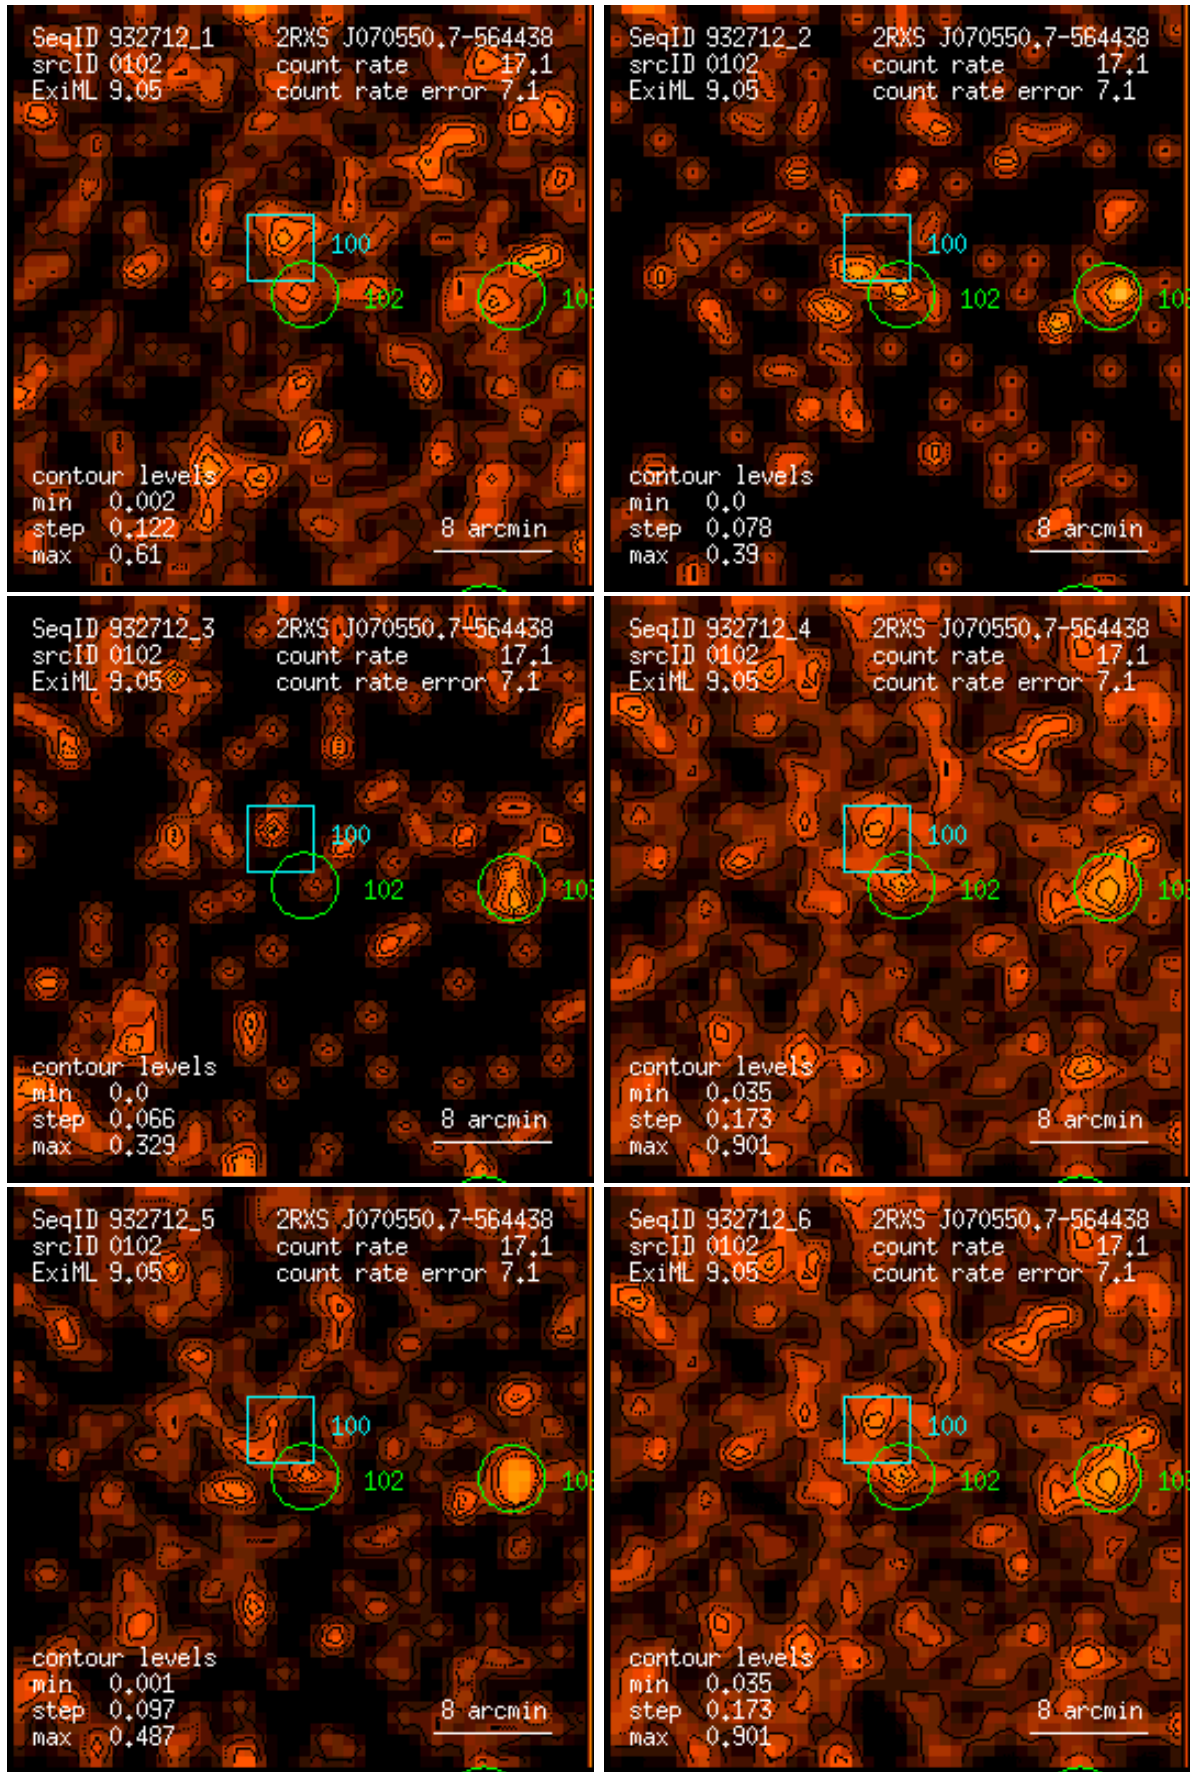 SeqID 932712_1 2RXS J070550.7-564438
srcID 0102 count rate 17.1
ExiML 9.05 count rate error 7.1
100
102
103
contour levels
min 0.002
step 0.122
max 0.61
8 arcmin
SeqID 932712_2 2RXS J070550.7-564438
srcID 0102 count rate 17.1
ExiML 9.05 count rate error 7.1
100
102
contour levels
min 0.0
step 0.078
max 0.39
8 arcmin
SeqID 932712_3 2RXS J070550.7-564438
srcID 0102 count rate 17.1
ExiML 9.05 count rate error 7.1
100
102
103
contour levels
min 0.0
step 0.066
max 0.329
8 arcmin
SeqID 932712_4 2RXS J070550.7-564438
srcID 0102 count rate 17.1
ExiML 9.05 count rate error 7.1
100
102
contour levels
min 0.035
step 0.173
max 0.901
8 arcmin
SeqID 932712_5 2RXS J070550.7-564438
srcID 0102 count rate 17.1
ExiML 9.05 count rate error 7.1
100
102
103
contour levels
min 0.001
step 0.097
max 0.487
8 arcmin
SeqID 932712_6 2RXS J070550.7-564438
srcID 0102 count rate 17.1
ExiML 9.05 count rate error 7.1
100
102
contour levels
min 0.035
step 0.173
max 0.901
8 arcmin